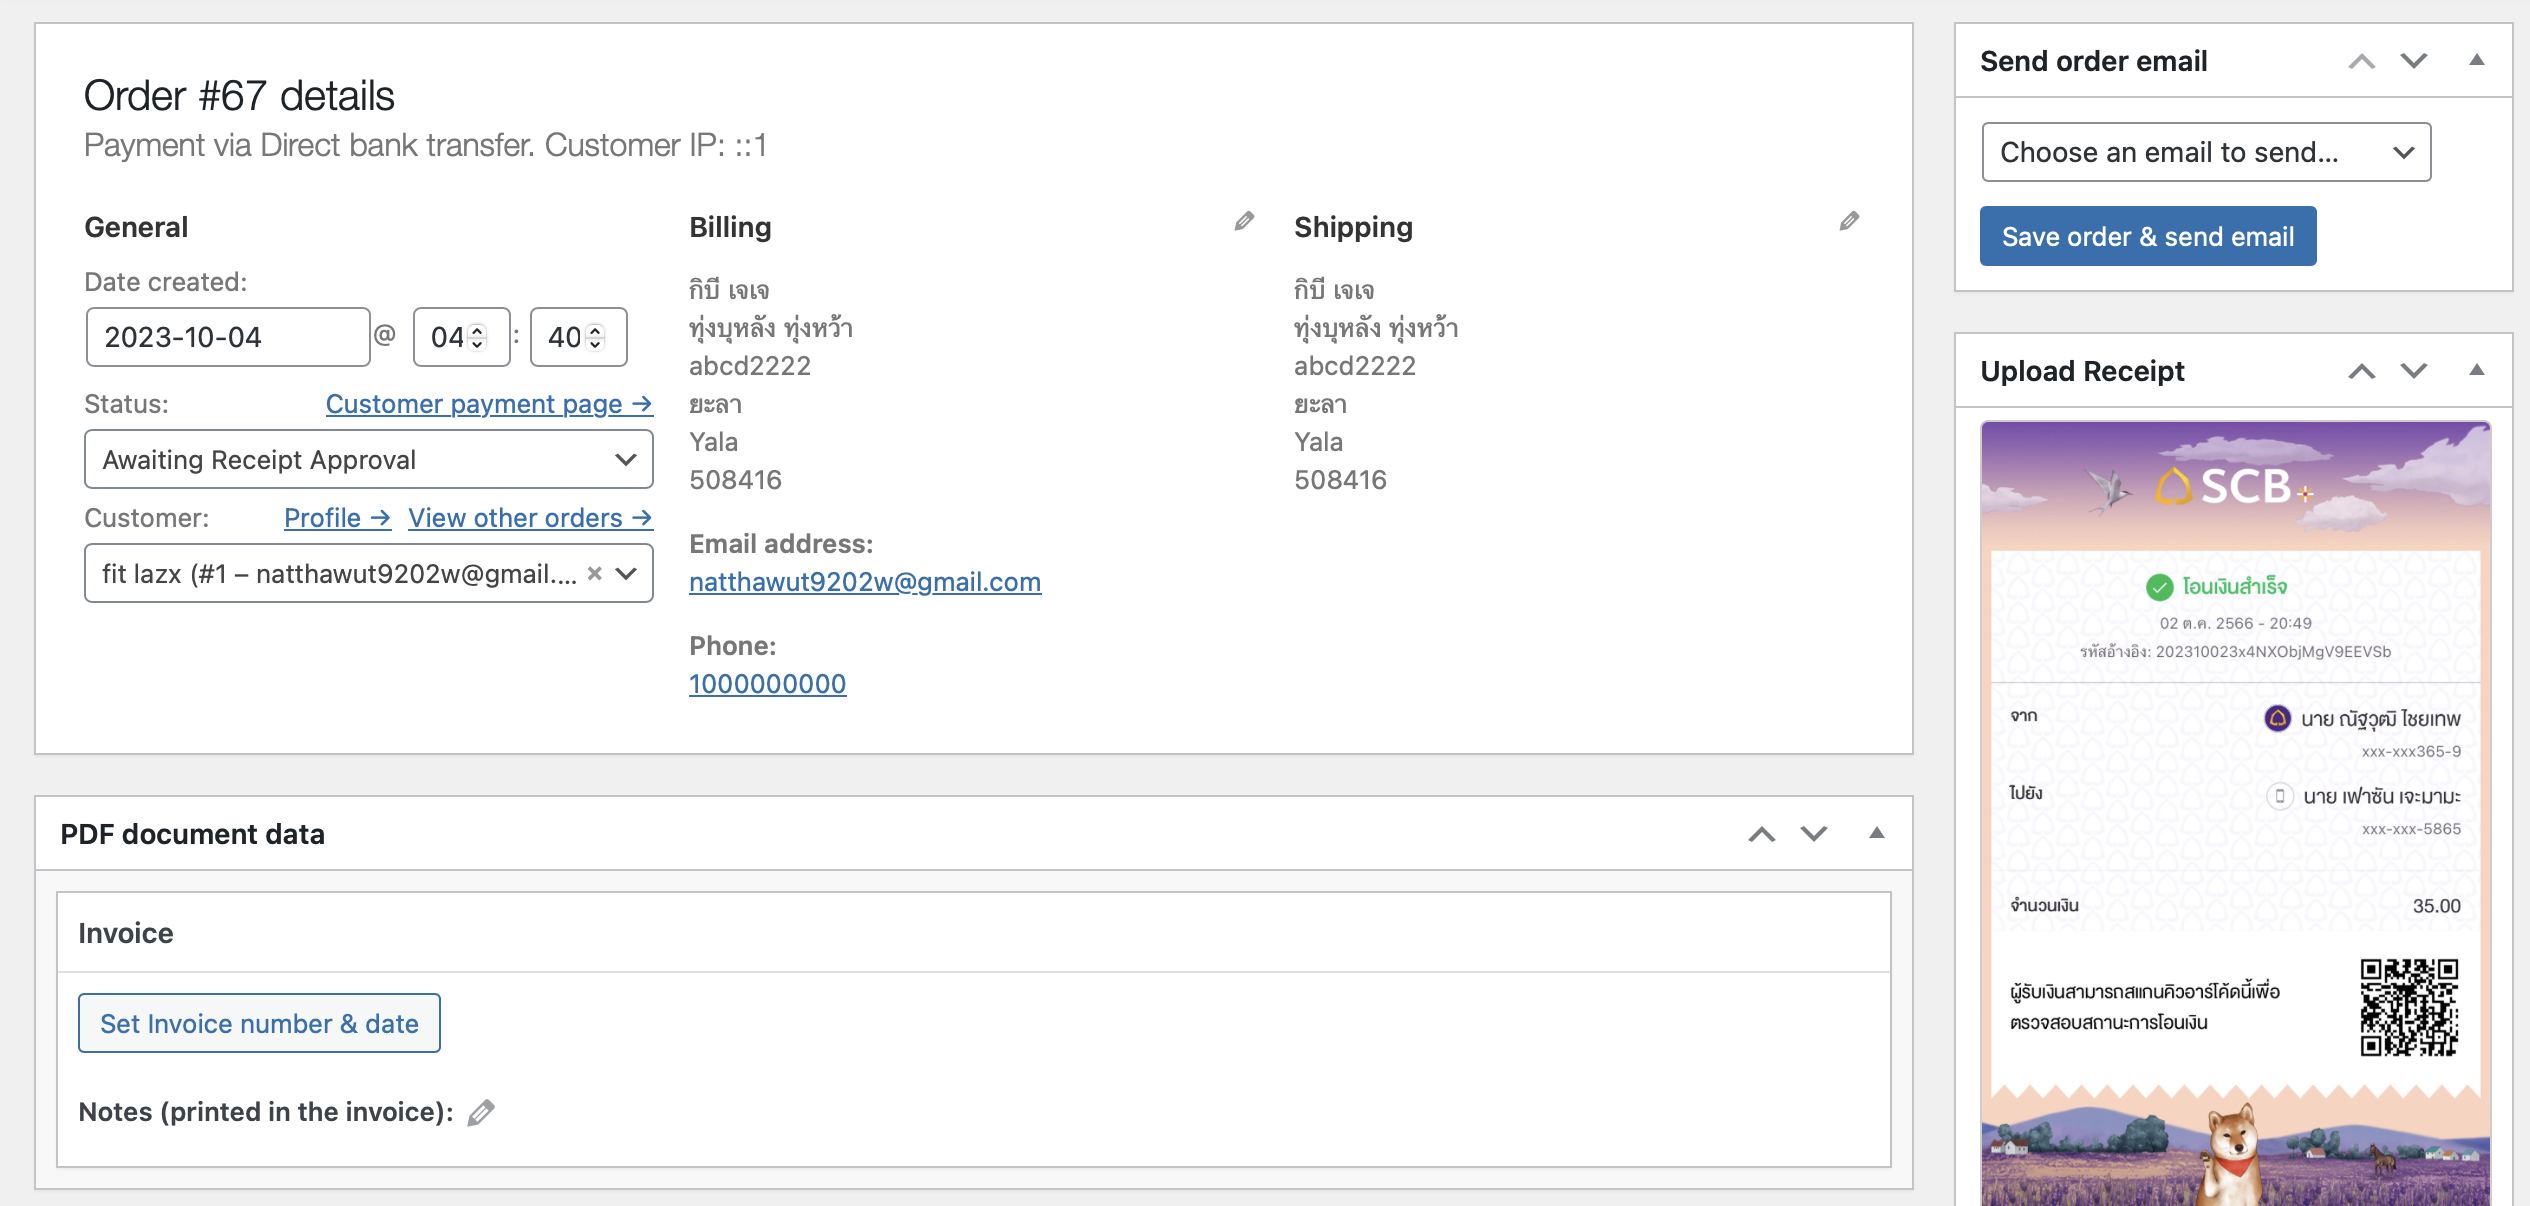 Order #67 details
Payment via Direct bank transfer. Customer IP: ::1
General
Date created:
2023-10-04 @ 04 : 40
Status: Customer payment page →
Awaiting Receipt Approval
Customer: Profile → View other orders →
fit lazx (#1 – natthawut9202w@gmail.... ×
Billing
กิบี เจเจ
ทุ่งบุหลัง ทุ่งหว้า
abcd2222
ยะลา
Yala
508416
Email address:
natthawut9202w@gmail.com
Phone:
1000000000
Shipping
กิบี เจเจ
ทุ่งบุหลัง ทุ่งหว้า
abcd2222
ยะลา
Yala
508416
PDF document data
Invoice
Set Invoice number & date
Notes (printed in the invoice):
Send order email
Choose an email to send...
Save order & send email
Upload Receipt
SCB
โอนเงินสำเร็จ
02 ต.ค. 2566 - 20:49
รหัสอ้างอิง: 202310023x4NXObjMgV9EEVSb
จาก นาย ณัฐวุฒิ ไชยเทพ
xxx-xxx365-9
ไปยัง นาย เฟาซัน เจะมามะ
xxx-xxx-5865
จำนวนเงิน 35.00
ผู้รับเงินสามารถสแกนคิวอาร์โค้ดนี้เพื่อ
ตรวจสอบสถานะการโอนเงิน